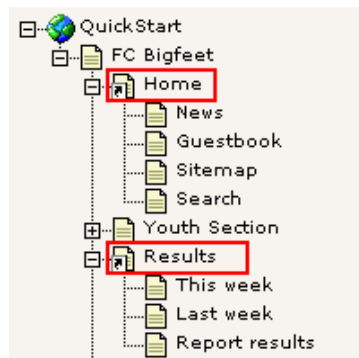 QuickStart
FC Bigfeet
Home
News
Guestbook
Sitemap
Search
Youth Section
Results
This week
Last week
Report results